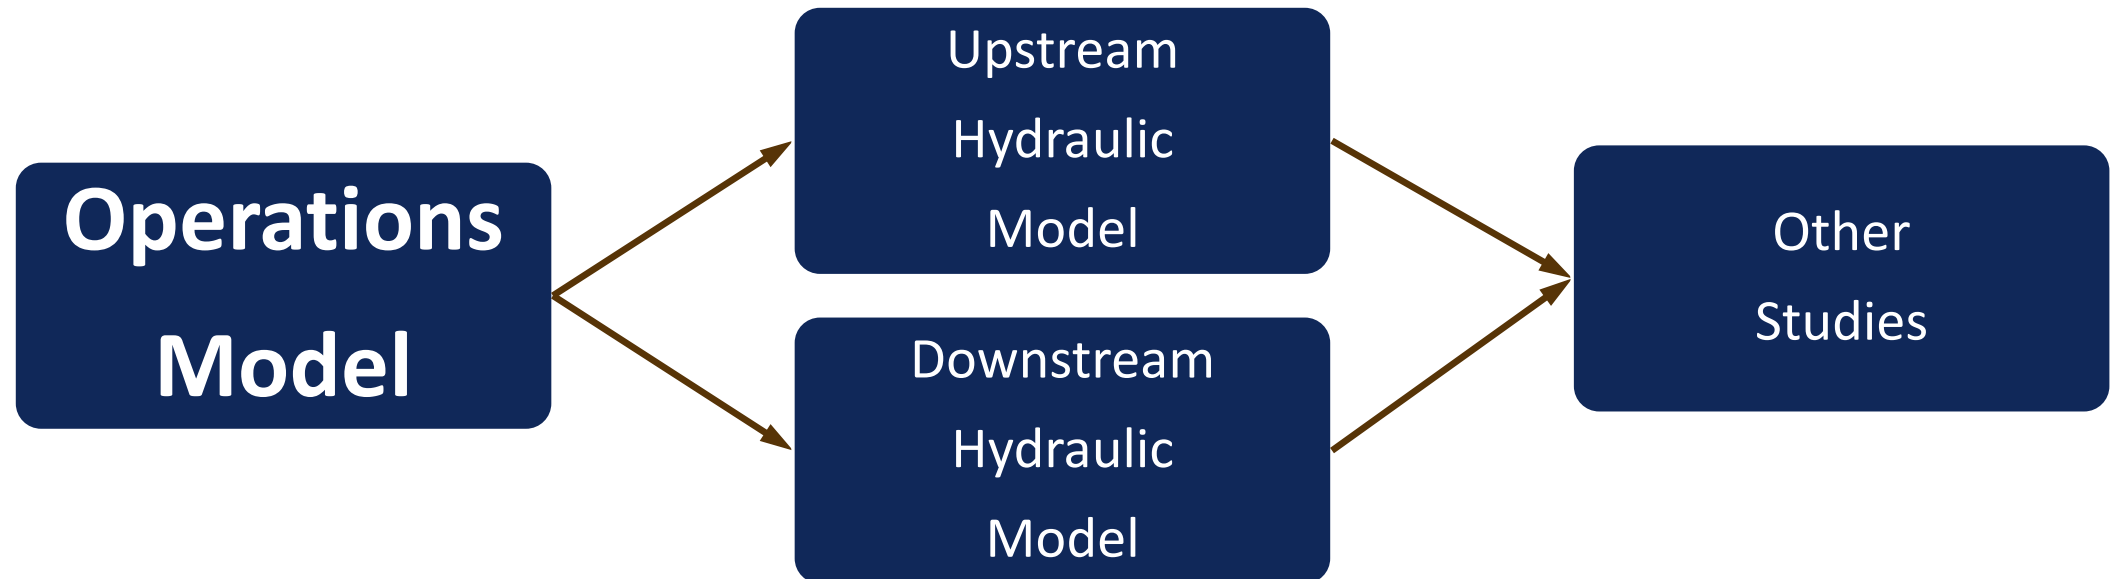 Operations
Model
Upstream
Hydraulic
Model
Downstream
Hydraulic
Model
Other
Studies